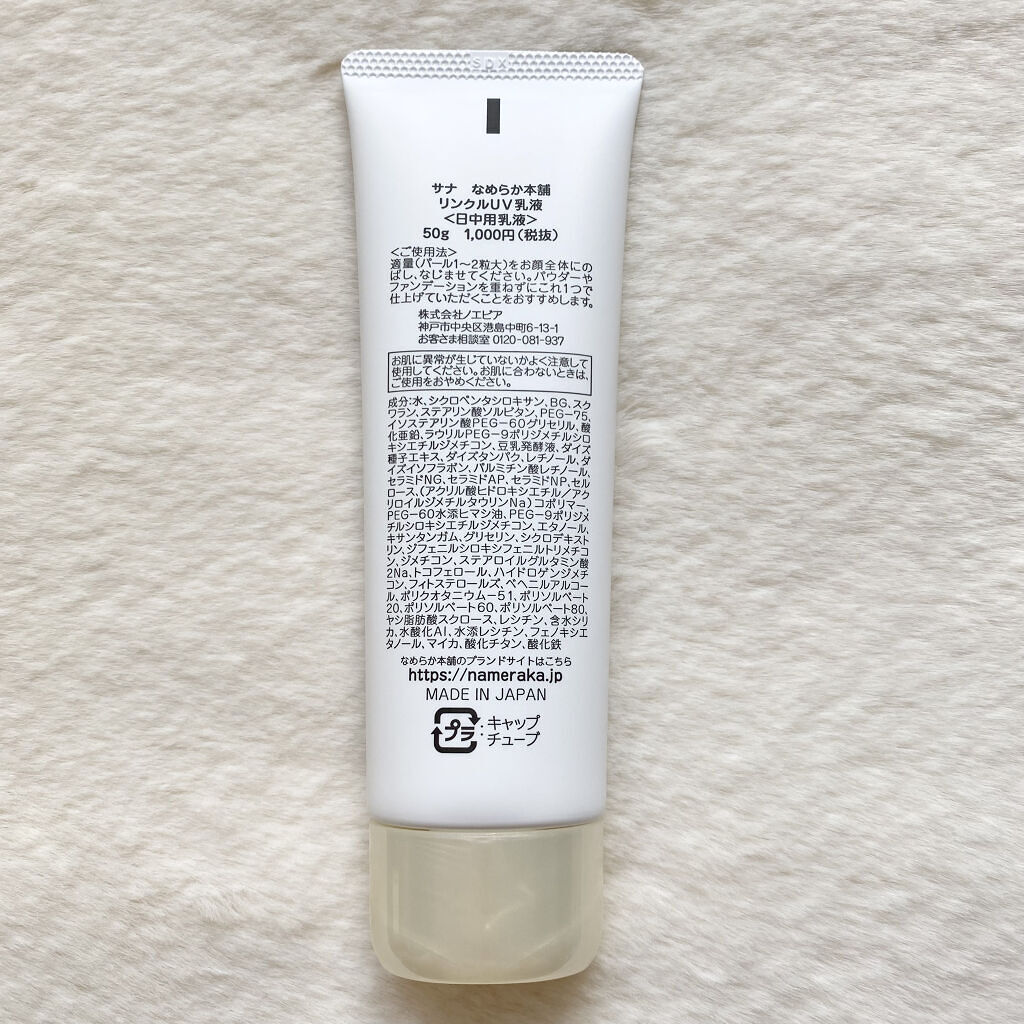 spx
サナ なめらか本舗
リンクルUV乳液
<日中用乳液>
50g 1,000円(税抜)
<ご使用法>
適量(パール1〜2粒大)をお顔全体にの
ばし、なじませてください。パウダーや
ファンデーションを重ねずにこれ1つで
仕上げていただくことをおすすめします。
株式会社ノエビア
神戸市中央区港島中町6-13-1
お客さま相談室 0120-081-937
お肌に異常が生じていないかよく注意して
使用してください。お肌に合わないときは、
ご使用をおやめください。
成分:水、シクロペンタシロキサン、BG、スク
ワラン、ステアリン酸ソルビタン、PEG-75、
イソステアリン酸PEG-60グリセリル、酸
化亜鉛、ラウリルPEG-9ポリジメチルシロ
キシエチルジメチコン、豆乳発酵液、ダイズ
種子エキス、ダイズタンパク、レチノール、ダ
イズイソフラボン、パルミチン酸レチノール、
セラミドNG、セラミドAP、セラミドNP、セル
ロース、(アクリル酸ヒドロキシエチル/アク
リロイルジメチルタウリンNa)コポリマー、
PEG-60水添ヒマシ油、PEG-9ポリジメ
チルシロキシエチルジメチコン、エタノール、
キサンタンガム、グリセリン、シクロデキスト
リン、ジフェニルシロキシフェニルトリメチコ
ン、ジメチコン、ステアロイルグルタミン酸
2Na、トコフェロール、ハイドロゲンジメチ
コン、フィトステロールズ、ベヘニルアルコー
ル、ポリクオタニウム-51、ポリソルベート
20、ポリソルベート60、ポリソルベート80、
ヤシ脂肪酸スクロース、レシチン、含水シリ
カ、水酸化Al、水添レシチン、フェノキシエ
タノール、マイカ、酸化チタン、酸化鉄
なめらか本舗のブランドサイトはこちら
https://nameraka.jp
MADE IN JAPAN
プラ:キャップ
チューブ